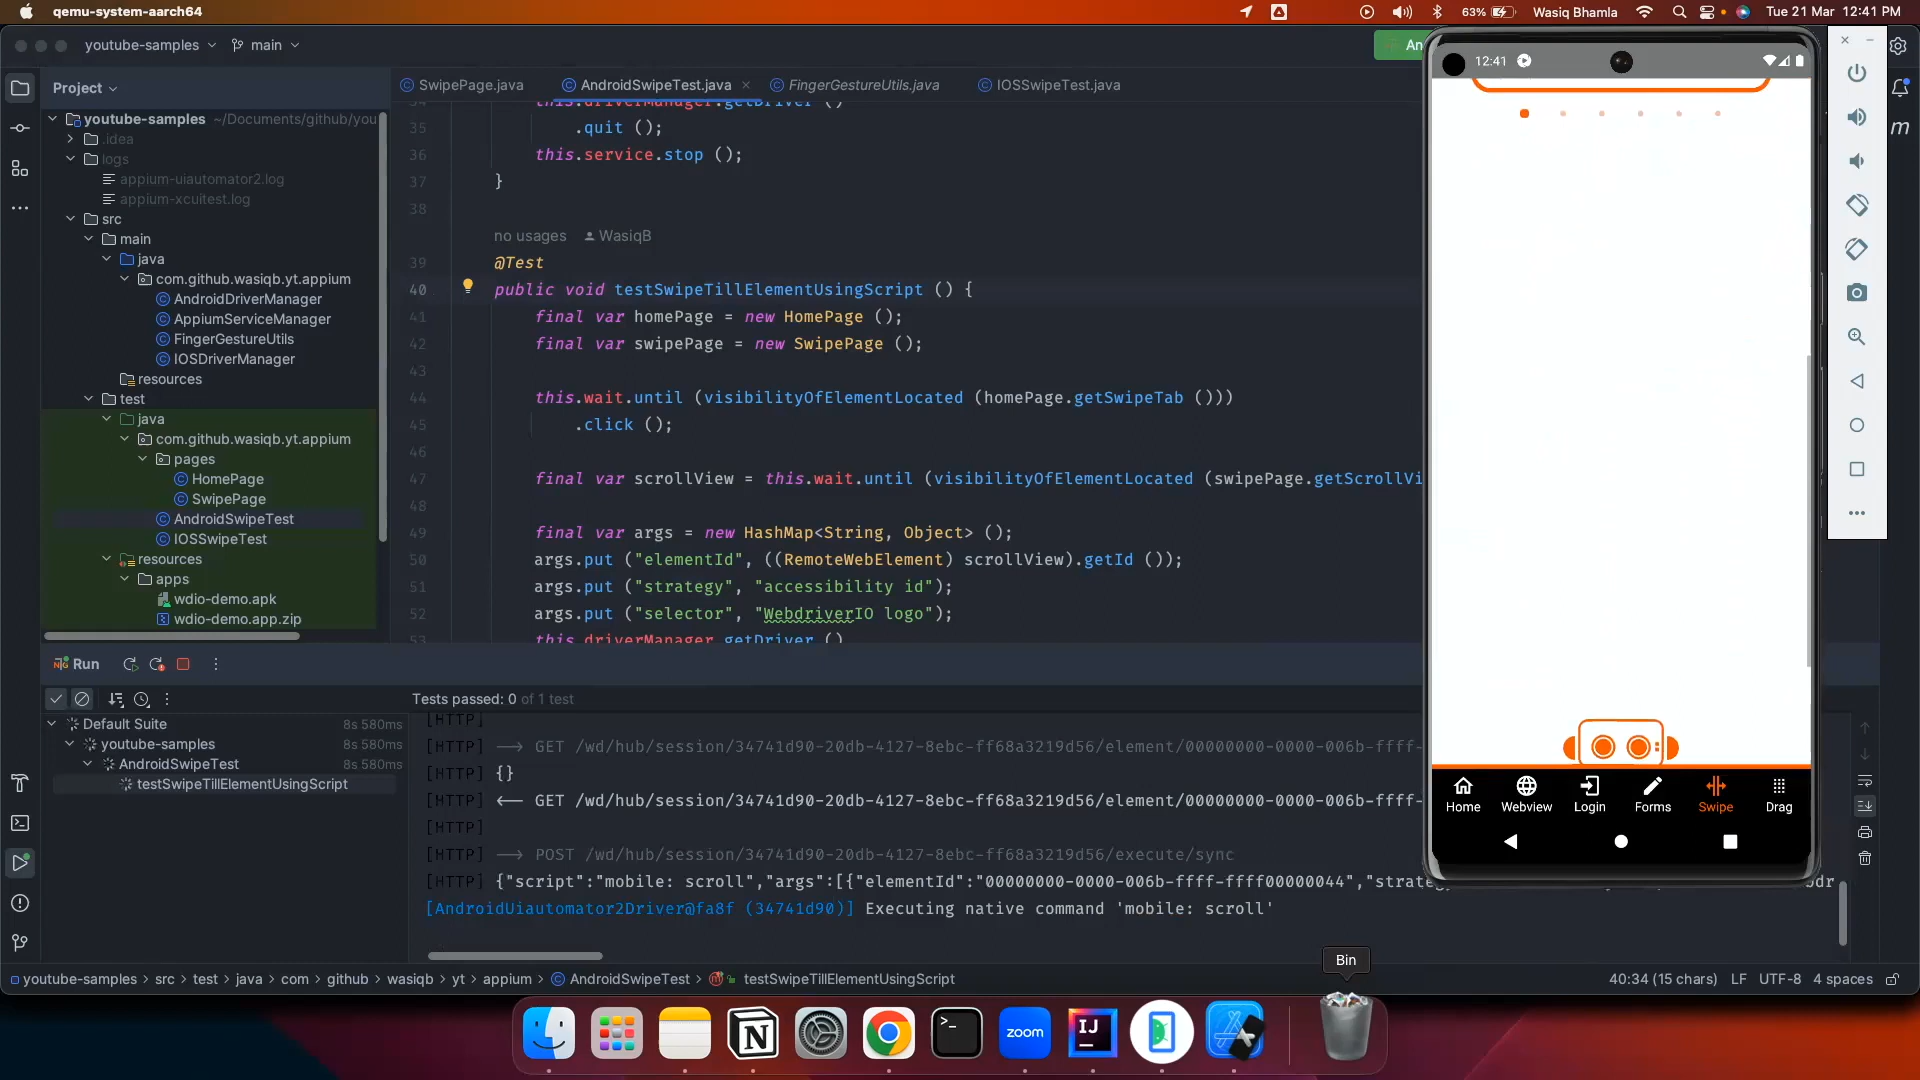 qemu-system-aarch64
63%
Wasiq Bhamla
Tue 21 Mar 12:41 PM
youtube-samples
main
An
Project
SwipePage.java
AndroidSwipeTest.java
FingerGestureUtils.java
IOSSwipeTest.java
youtube-samples ~/Documents/github/you
.idea
logs
appium-uiautomator2.log
appium-xcuitest.log
src
main
java
com.github.wasiqb.yt.appium
AndroidDriverManager
AppiumServiceManager
FingerGestureUtils
IOSDriverManager
resources
test
java
com.github.wasiqb.yt.appium
pages
HomePage
SwipePage
AndroidSwipeTest
IOSSwipeTest
resources
apps
wdio-demo.apk
wdio-demo.app.zip
34 this.driverManager.getDriver ()
35 .quit ();
36 this.service.stop ();
37 }
38
no usages WasiqB
39 @Test
40 public void testSwipeTillElementUsingScript () {
41 final var homePage = new HomePage ();
42 final var swipePage = new SwipePage ();
43
44 this.wait.until (visibilityOfElementLocated (homePage.getSwipeTab ()))
45 .click ();
46
47 final var scrollView = this.wait.until (visibilityOfElementLocated (swipePage.getScrollVi
48
49 final var args = new HashMap<String, Object> ();
50 args.put ("elementId", ((RemoteWebElement) scrollView).getId ());
51 args.put ("strategy", "accessibility id");
52 args.put ("selector", "WebdriverIO logo");
53 this.driverManager.getDriver ()
Run
Tests passed: 0 of 1 test
Default Suite 8s 580ms
youtube-samples 8s 580ms
AndroidSwipeTest 8s 580ms
testSwipeTillElementUsingScript
[HTTP]
[HTTP] --> GET /wd/hub/session/34741d90-20db-4127-8ebc-ff68a3219d56/element/00000000-0000-006b-ffff-
[HTTP] {}
[HTTP] <-- GET /wd/hub/session/34741d90-20db-4127-8ebc-ff68a3219d56/element/00000000-0000-006b-ffff-
[HTTP]
[HTTP] --> POST /wd/hub/session/34741d90-20db-4127-8ebc-ff68a3219d56/execute/sync
[HTTP] {"script":"mobile: scroll","args":[{"elementId":"00000000-0000-006b-ffff-ffff00000044","strateg
[AndroidUiautomator2Driver@fa8f (34741d90)] Executing native command 'mobile: scroll'
12:41
Home
Webview
Login
Forms
Swipe
Drag
m
youtube-samples > src > test > java > com > github > wasiqb > yt > appium > AndroidSwipeTest > testSwipeTillElementUsingScript
40:34 (15 chars) LF UTF-8 4 spaces
Bin
zoom
IJ